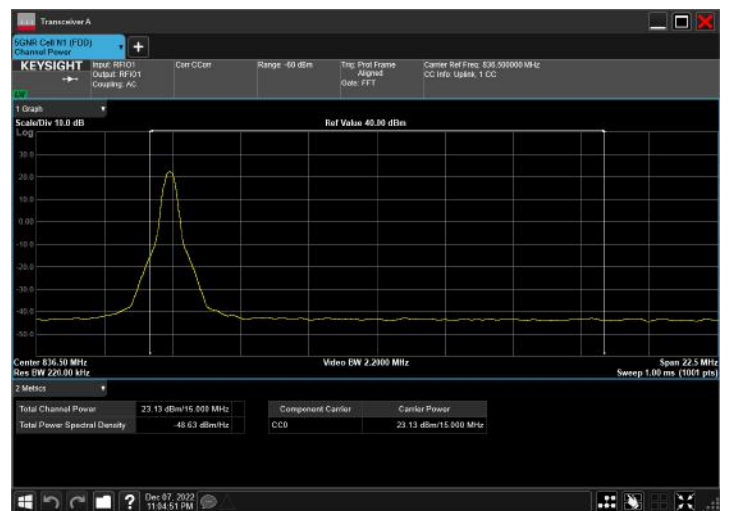 Transceiver A
5GNR Cell N1 (FDD)
Channel Power
+
KEYSIGHT
Input: RFIO1
Output: RFIO1
Coupling: AC
Corr CCorr
Range: -60 dBm
Trig: Prot Frame
Aligned
Gate: FFT
Carrier Ref Freq: 836.500000 MHz
CC Info: Uplink, 1 CC
1 Graph
Scale/Div 10.0 dB
Ref Value 40.00 dBm
Log
30.0
20.0
10.0
0.00
-10.0
-20.0
-30.0
-40.0
-50.0
Center 836.50 MHz
Video BW 2.2000 MHz
Span 22.5 MHz
Res BW 220.00 kHz
Sweep 1.00 ms (1001 pts)
2 Metrics
Total Channel Power 23.13 dBm/15.000 MHz
Total Power Spectral Density -48.63 dBm/Hz
Component Carrier Carrier Power
CC0 23.13 dBm/15.000 MHz
?
Dec 07, 2022
11:04:51 PM